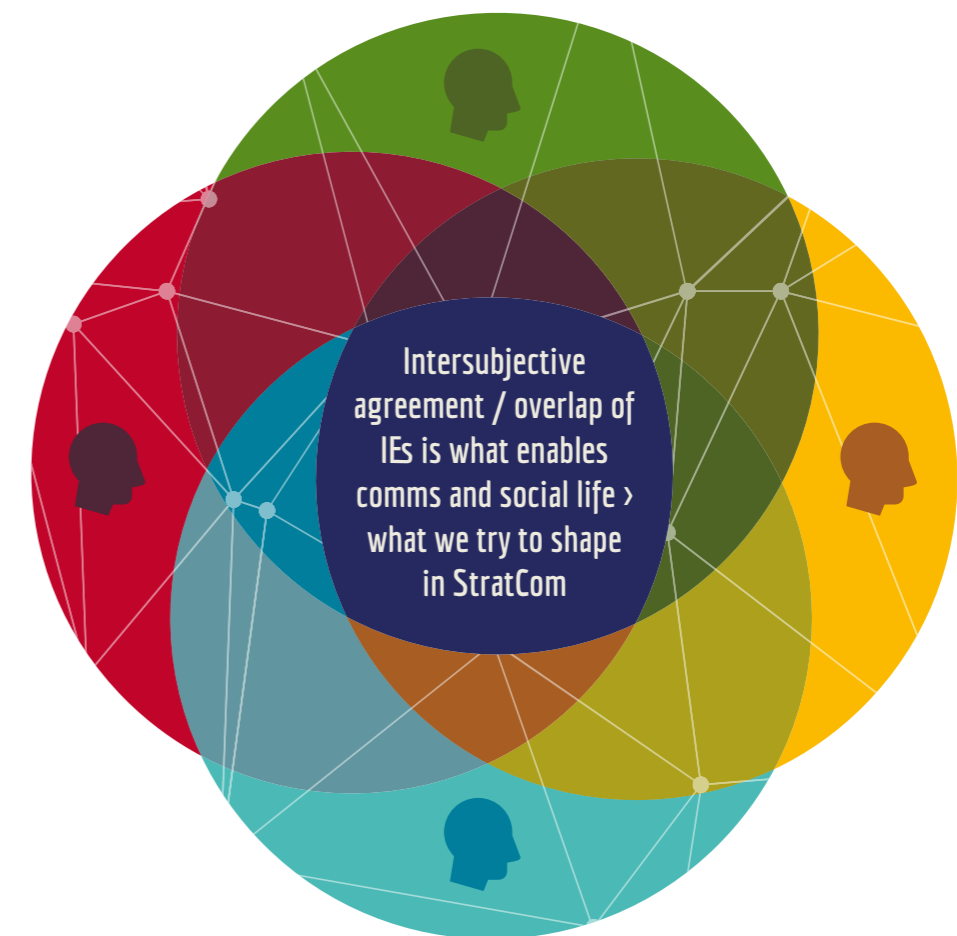 Intersubjective
agreement / overlap of
IEs is what enables
comms and social life >
what we try to shape
in StratCom